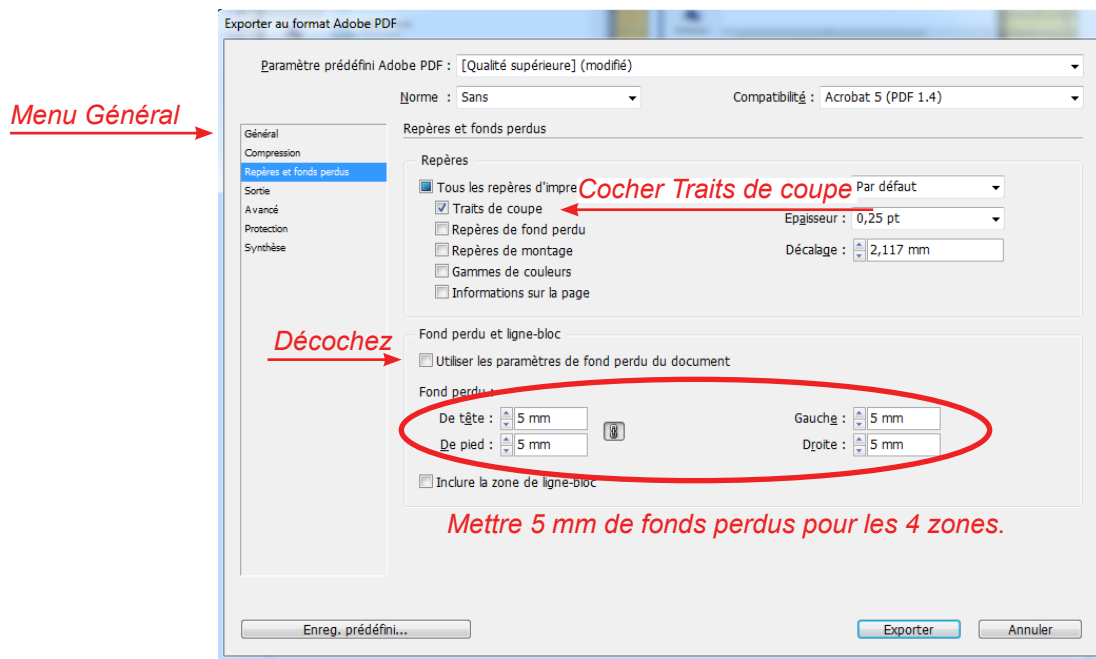 Exporter au format Adobe PDF
Paramètre prédéfini Adobe PDF : [Qualité supérieure] (modifié)
Norme : Sans Compatibilité : Acrobat 5 (PDF 1.4)
Menu Général
Général
Compression
Repères et fonds perdus
Sortie
Avancé
Protection
Synthèse
Repères et fonds perdus
Repères
Tous les repères d'impre
Cocher Traits de coupe
Par défaut
Traits de coupe
Epaisseur : 0,25 pt
Repères de fond perdu
Repères de montage
Décalage : 2,117 mm
Gammes de couleurs
Informations sur la page
Fond perdu et ligne-bloc
Décochez
Utiliser les paramètres de fond perdu du document
Fond perdu :
De tête : 5 mm Gauche : 5 mm
De pied : 5 mm Droite : 5 mm
Inclure la zone de ligne-bloc
Mettre 5 mm de fonds perdus pour les 4 zones.
Enreg. prédéfini... Exporter Annuler